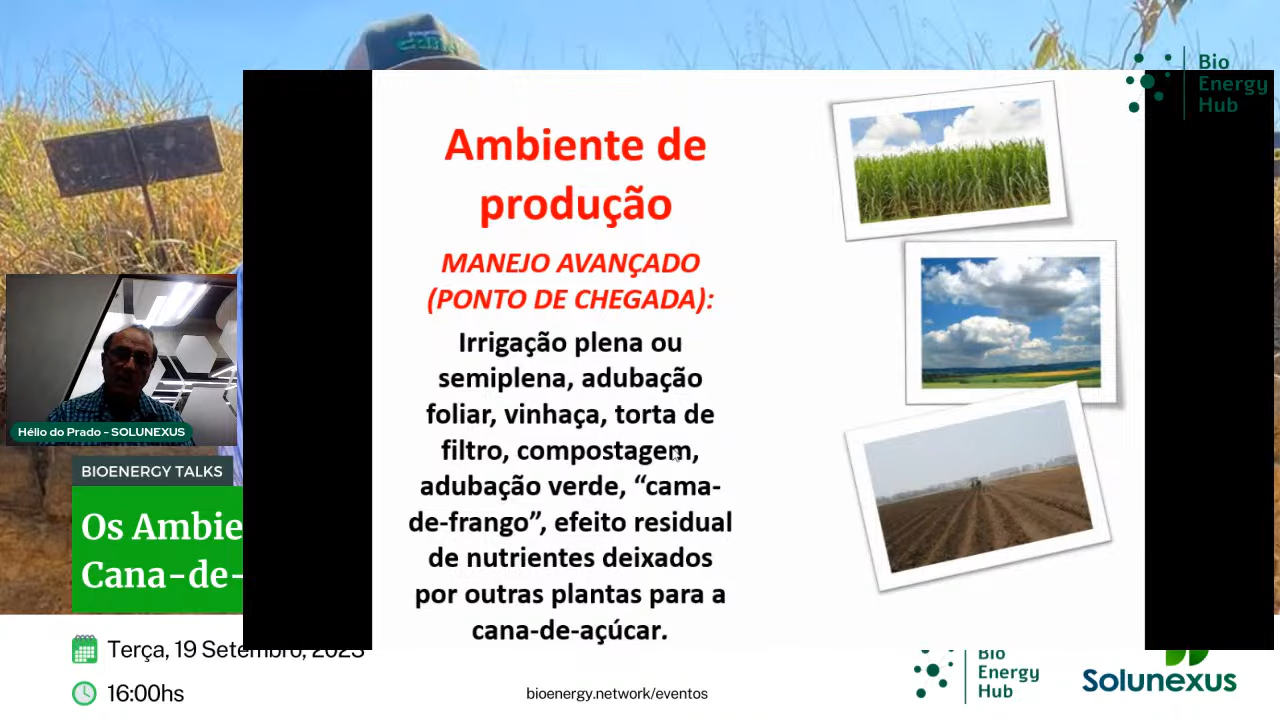 Bio
Energy
Hub
Ambiente de
produção
MANEJO AVANÇADO
(PONTO DE CHEGADA):
Irrigação plena ou
semiplena, adubação
foliar, vinhaça, torta de
filtro, compostagem,
adubação verde, “cama-
de-frango”, efeito residual
de nutrientes deixados
por outras plantas para a
cana-de-açúcar.
Hélio do Prado - SOLUNEXUS
BIOENERGY TALKS
Os Ambie
Cana-de-
Terça, 19 Setembro, 2023
16:00hs
bioenergy.network/eventos
Bio
Energy
Hub
Solunexus